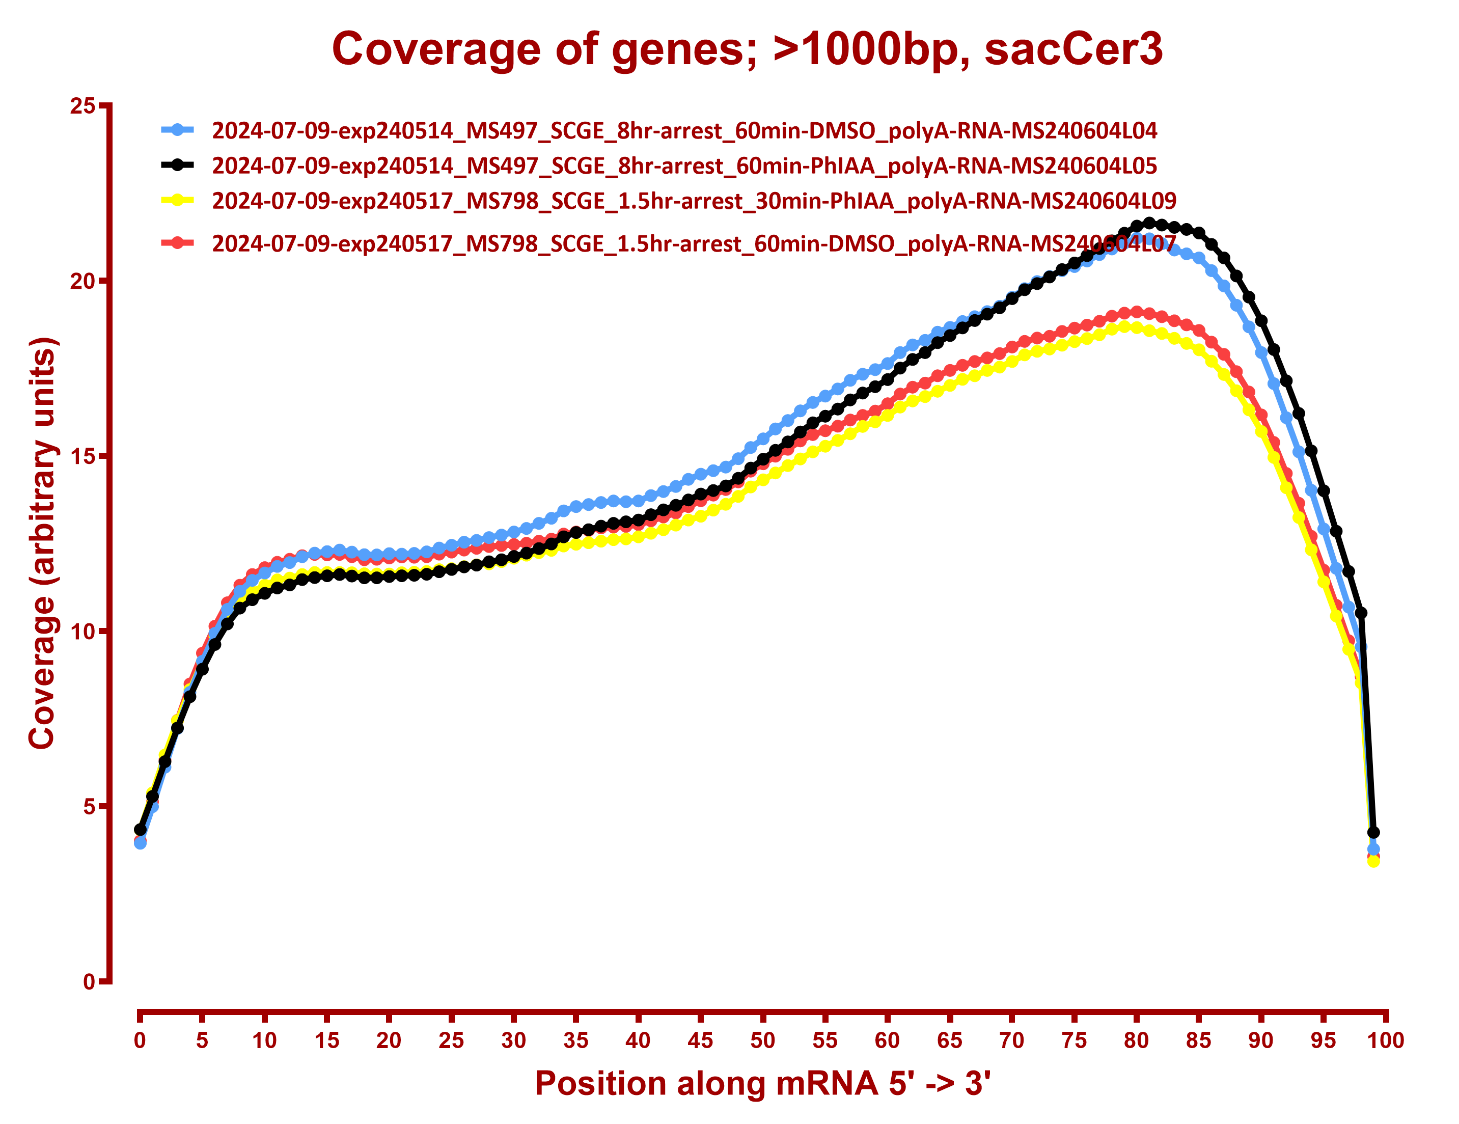 Coverage of genes; >1000bp, sacCer3
25
2024-07-09-exp240514_MS497_SCGE_8hr-arrest_60min-DMSO_polyA-RNA-MS240604L04
2024-07-09-exp240514_MS497_SCGE_8hr-arrest_60min-PhIAA_polyA-RNA-MS240604L05
2024-07-09-exp240517_MS798_SCGE_1.5hr-arrest_30min-PhIAA_polyA-RNA-MS240604L09
2024-07-09-exp240517_MS798_SCGE_1.5hr-arrest_60min-DMSO_polyA-RNA-MS240604L07
20
15
10
5
0
Coverage (arbitrary units)
0 5 10 15 20 25 30 35 40 45 50 55 60 65 70 75 80 85 90 95 100
Position along mRNA 5' -> 3'